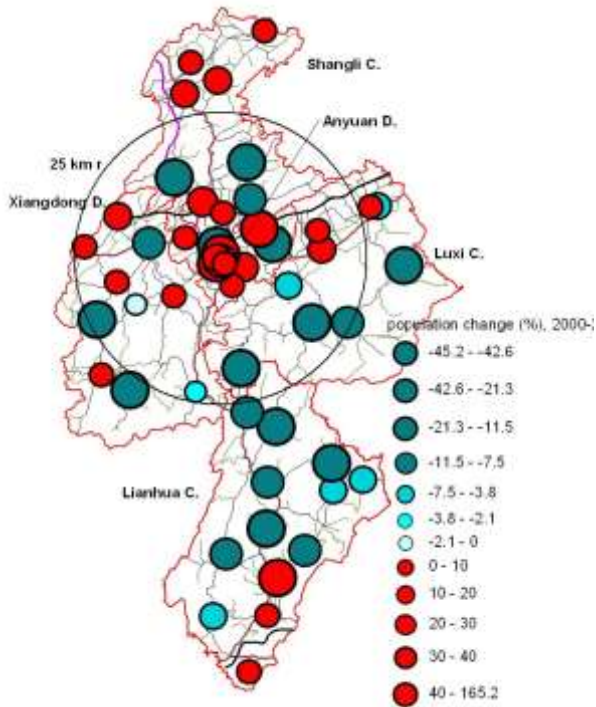 Shangli C.
Anyuan D.
25 km r
Xiangdong D.
Luxi C.
population change (%), 2000-2
-45.2 - -42.6
-42.6 - -21.3
-21.3 - -11.5
-11.5 - -7.5
-7.5 - -3.8
Lianhua C.
-3.8 - -2.1
-2.1 - 0
0 - 10
10 - 20
20 - 30
30 - 40
40 - 165.2